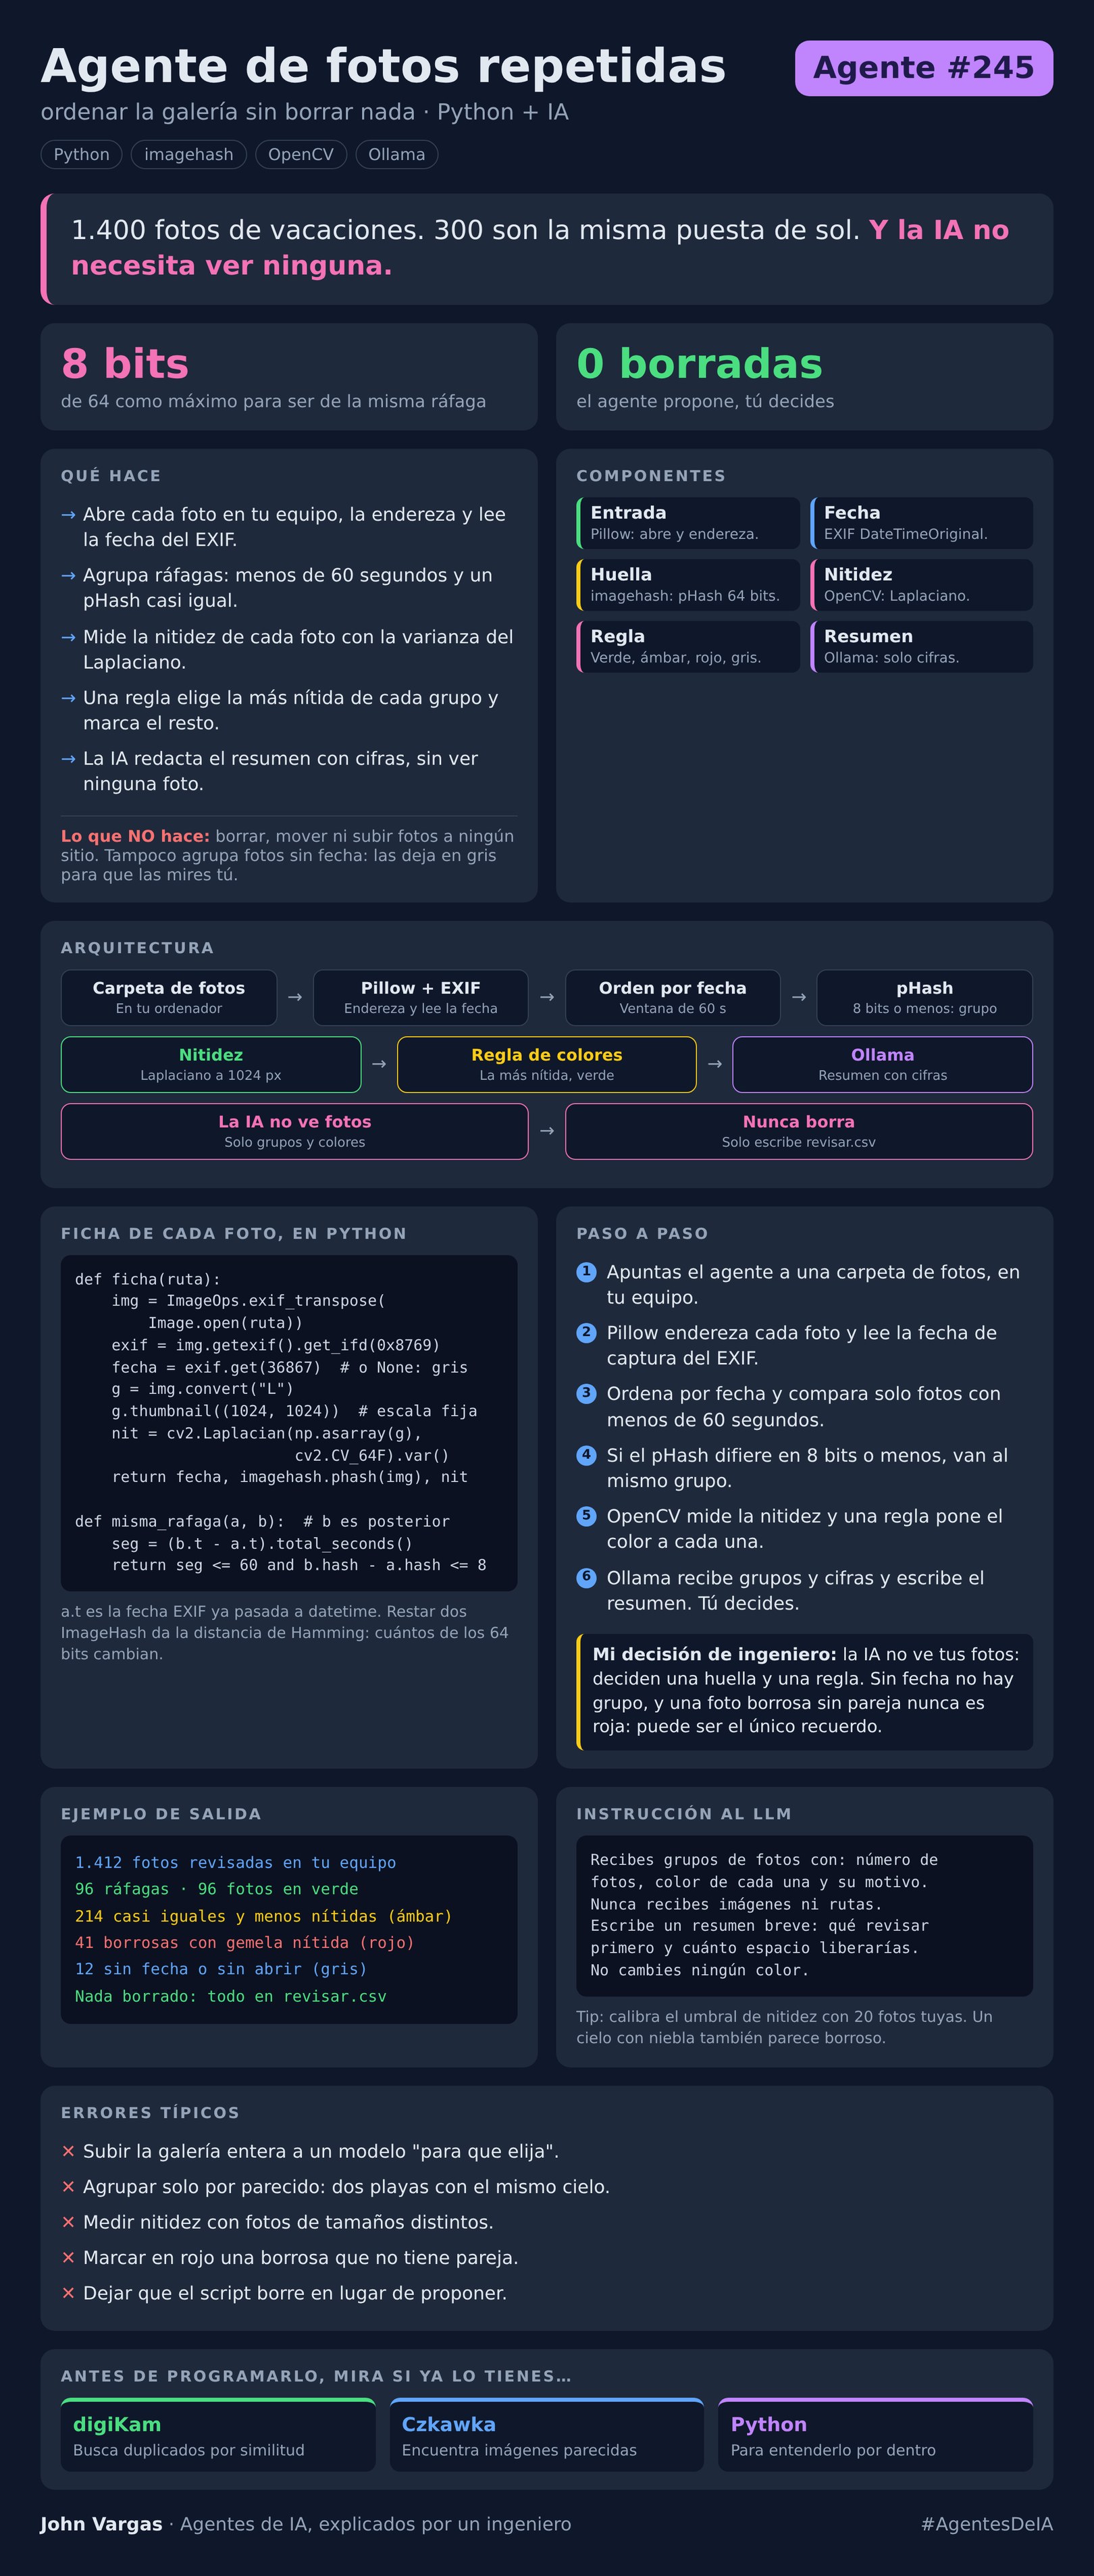 Agente de fotos repetidas
Agente #245
ordenar la galería sin borrar nada · Python + IA
Python
imagehash
OpenCV
Ollama
1.400 fotos de vacaciones. 300 son la misma puesta de sol. Y la IA no
necesita ver ninguna.
8 bits
de 64 como máximo para ser de la misma ráfaga
0 borradas
el agente propone, tú decides
QUÉ HACE
→ Abre cada foto en tu equipo, la endereza y lee
la fecha del EXIF.
→ Agrupa ráfagas: menos de 60 segundos y un
pHash casi igual.
→ Mide la nitidez de cada foto con la varianza del
Laplaciano.
→ Una regla elige la más nítida de cada grupo y
marca el resto.
→ La IA redacta el resumen con cifras, sin ver
ninguna foto.
Lo que NO hace: borrar, mover ni subir fotos a ningún
sitio. Tampoco agrupa fotos sin fecha: las deja en gris
para que las mires tú.
COMPONENTES
Entrada
Pillow: abre y endereza.
Fecha
EXIF DateTimeOriginal.
Huella
imagehash: pHash 64 bits.
Nitidez
OpenCV: Laplaciano.
Regla
Verde, ámbar, rojo, gris.
Resumen
Ollama: solo cifras.
ARQUITECTURA
Carpeta de fotos
En tu ordenador
→
Pillow + EXIF
Endereza y lee la fecha
→
Orden por fecha
Ventana de 60 s
→
pHash
8 bits o menos: grupo
Nitidez
Laplaciano a 1024 px
→
Regla de colores
La más nítida, verde
→
Ollama
Resumen con cifras
La IA no ve fotos
Solo grupos y colores
→
Nunca borra
Solo escribe revisar.csv
FICHA DE CADA FOTO, EN PYTHON
def ficha(ruta):
    img = ImageOps.exif_transpose(
        Image.open(ruta))
    exif = img.getexif().get_ifd(0x8769)
    fecha = exif.get(36867)  # o None: gris
    g = img.convert("L")
    g.thumbnail((1024, 1024))  # escala fija
    nit = cv2.Laplacian(np.asarray(g),
                        cv2.CV_64F).var()
    return fecha, imagehash.phash(img), nit
def misma_rafaga(a, b):  # b es posterior
    seg = (b.t - a.t).total_seconds()
    return seg <= 60 and b.hash - a.hash <= 8
a.t es la fecha EXIF ya pasada a datetime. Restar dos
ImageHash da la distancia de Hamming: cuántos de los 64
bits cambian.
PASO A PASO
1 Apuntas el agente a una carpeta de fotos, en
tu equipo.
2 Pillow endereza cada foto y lee la fecha de
captura del EXIF.
3 Ordena por fecha y compara solo fotos con
menos de 60 segundos.
4 Si el pHash difiere en 8 bits o menos, van al
mismo grupo.
5 OpenCV mide la nitidez y una regla pone el
color a cada una.
6 Ollama recibe grupos y cifras y escribe el
resumen. Tú decides.
Mi decisión de ingeniero: la IA no ve tus fotos:
deciden una huella y una regla. Sin fecha no hay
grupo, y una foto borrosa sin pareja nunca es
roja: puede ser el único recuerdo.
EJEMPLO DE SALIDA
1.412 fotos revisadas en tu equipo
96 ráfagas · 96 fotos en verde
214 casi iguales y menos nítidas (ámbar)
41 borrosas con gemela nítida (rojo)
12 sin fecha o sin abrir (gris)
Nada borrado: todo en revisar.csv
INSTRUCCIÓN AL LLM
Recibes grupos de fotos con: número de
fotos, color de cada una y su motivo.
Nunca recibes imágenes ni rutas.
Escribe un resumen breve: qué revisar
primero y cuánto espacio liberarías.
No cambies ningún color.
Tip: calibra el umbral de nitidez con 20 fotos tuyas. Un
cielo con niebla también parece borroso.
ERRORES TÍPICOS
✕ Subir la galería entera a un modelo "para que elija".
✕ Agrupar solo por parecido: dos playas con el mismo cielo.
✕ Medir nitidez con fotos de tamaños distintos.
✕ Marcar en rojo una borrosa que no tiene pareja.
✕ Dejar que el script borre en lugar de proponer.
ANTES DE PROGRAMARLO, MIRA SI YA LO TIENES…
digiKam
Busca duplicados por similitud
Czkawka
Encuentra imágenes parecidas
Python
Para entenderlo por dentro
John Vargas · Agentes de IA, explicados por un ingeniero
#AgentesDeIA